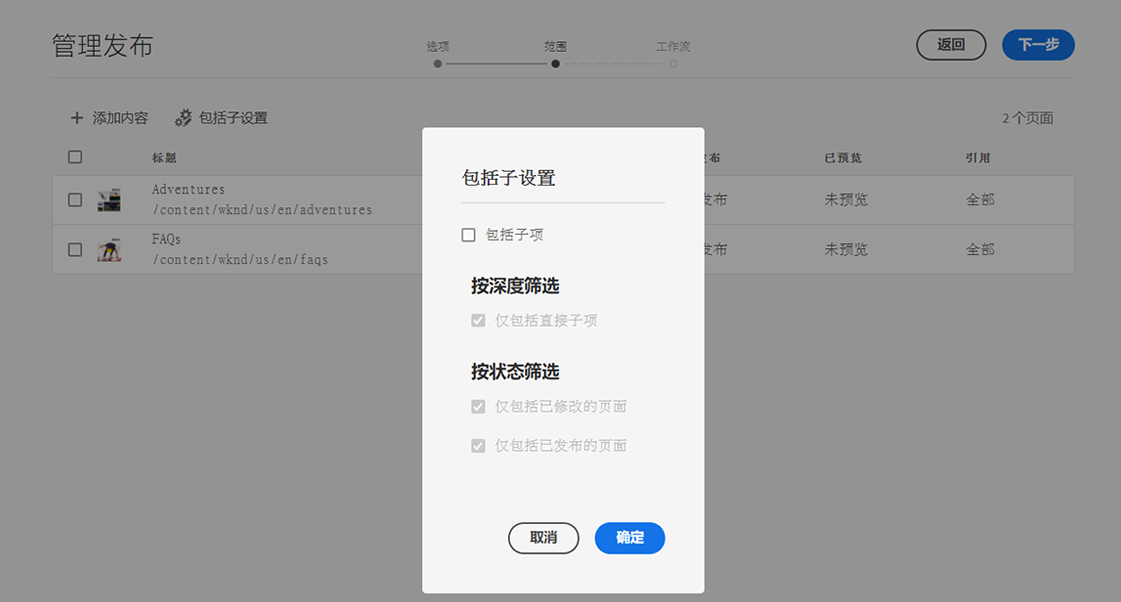 管理发布
选项
范围
工作流
返回
下一步
添加内容
包括子设置
2 个页面
标题
布
已预览
引用
Adventures
/content/wknd/us/en/adventures
发布
未预览
全部
FAQs
/content/wknd/us/en/faqs
发布
未预览
全部
包括子设置
包括子项
按深度筛选
仅包括直接子项
按状态筛选
仅包括已修改的页面
仅包括已发布的页面
取消
确定